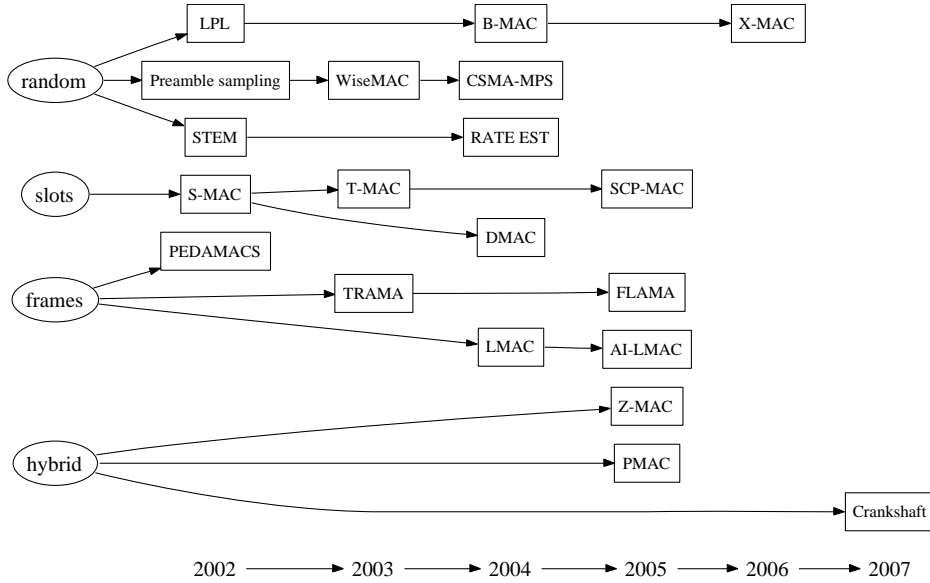 LPL
B-MAC
X-MAC
random
Preamble sampling
WiseMAC
CSMA-MPS
STEM
RATE EST
slots
S-MAC
T-MAC
SCP-MAC
DMAC
PEDAMACS
frames
TRAMA
FLAMA
LMAC
AI-LMAC
Z-MAC
hybrid
PMAC
Crankshaft
2002
2003
2004
2005
2006
2007